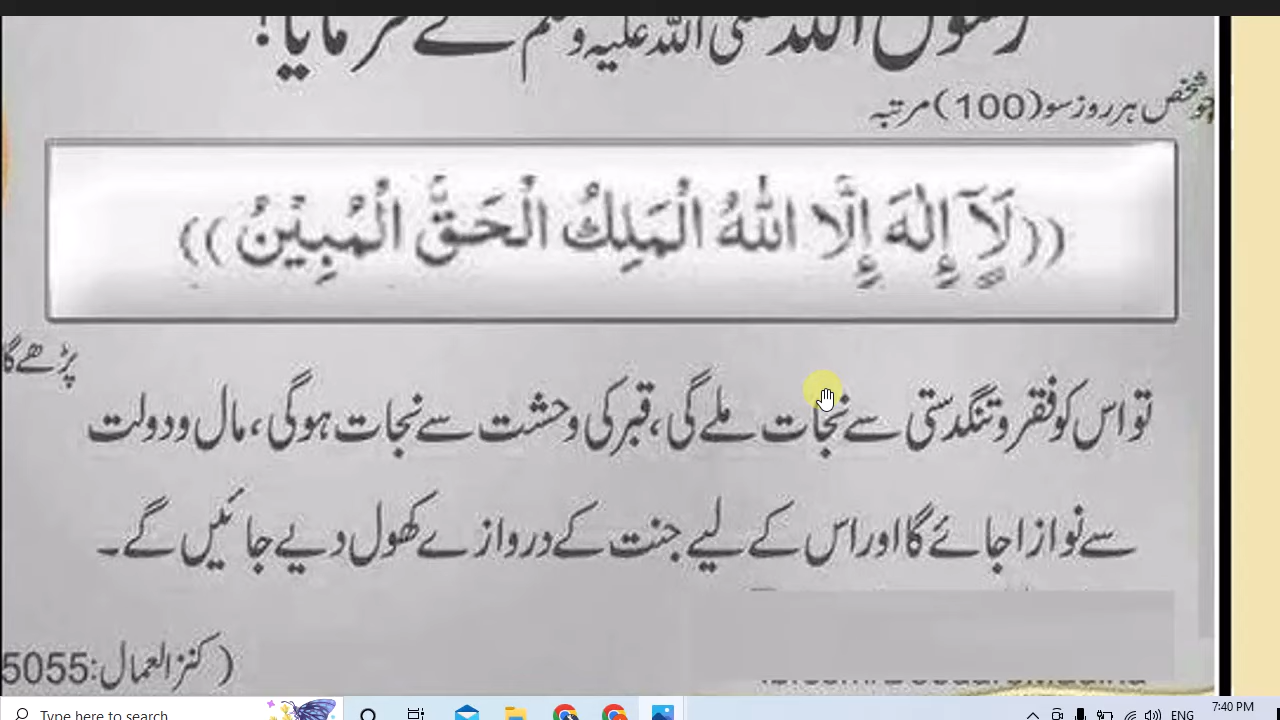 رسول اللہ صلی اللہ علیہ وسلم نے فرمایا!
جو شخص ہر روز سو (100) مرتبہ
((لَآ إِلٰهَ إِلَّا اللّٰهُ الْمَلِكُ الْحَقُّ الْمُبِيْنُ))
پڑھے گا
تو اس کو فقر و تنگدستی سے نجات ملے گی، قبر کی وحشت سے نجات ہوگی، مال و دولت
سے نوازا جائے گا اور اس کے لیے جنت کے دروازے کھول دیے جائیں گے۔
(کنز العمال:5055
Type here to search
ENG
7:40 PM